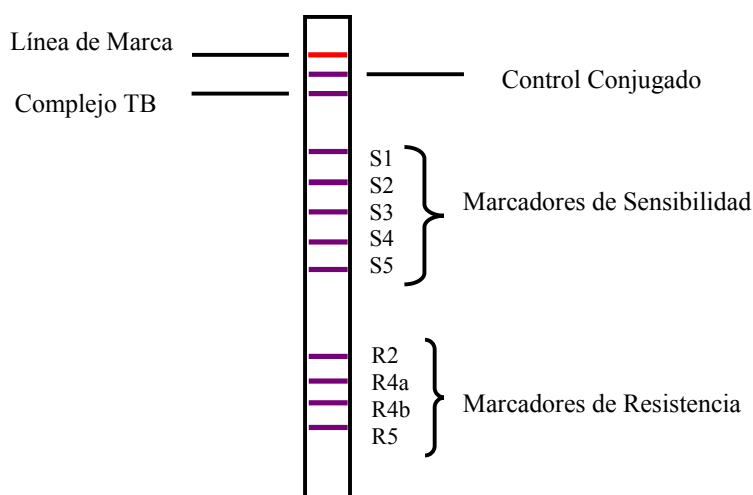 Línea de Marca
Control Conjugado
Complejo TB
S1
S2
S3
S4
S5
Marcadores de Sensibilidad
R2
R4a
R4b
R5
Marcadores de Resistencia